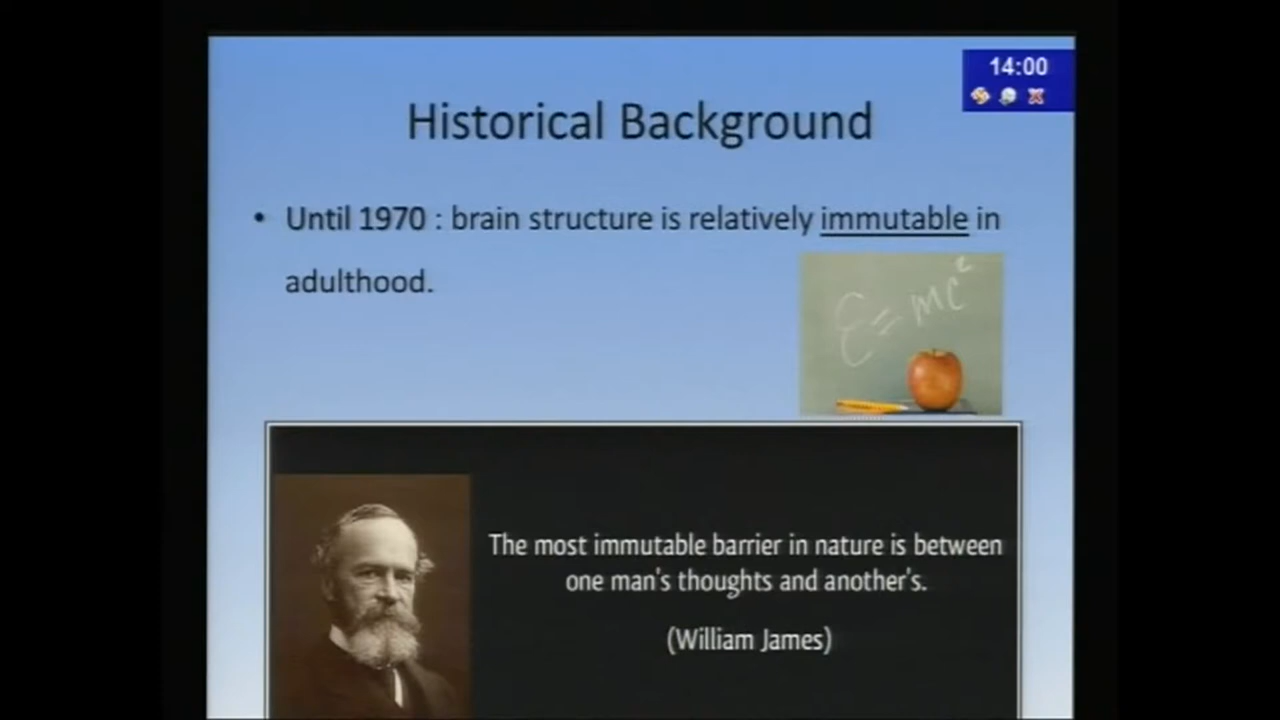 14:00
Historical Background
• Until 1970 : brain structure is relatively immutable in
adulthood.
Ɛ = mc²
The most immutable barrier in nature is between
one man's thoughts and another's.
(William James)